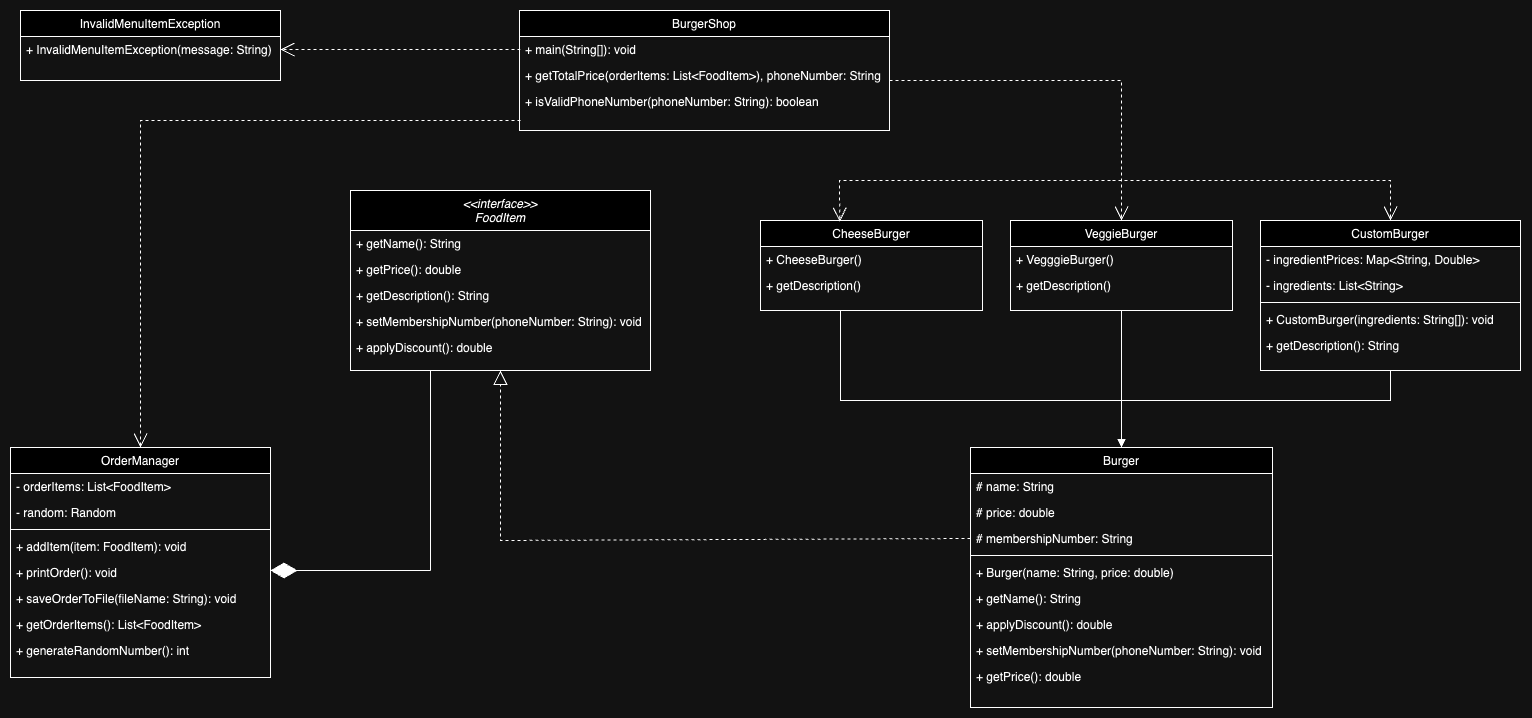 InvalidMenuItemException
+ InvalidMenuItemException(message: String)
BurgerShop
+ main(String[]): void
+ getTotalPrice(orderItems: List<FoodItem>), phoneNumber: String
+ isValidPhoneNumber(phoneNumber: String): boolean
<<interface>>
FoodItem
+ getName(): String
+ getPrice(): double
+ getDescription(): String
+ setMembershipNumber(phoneNumber: String): void
+ applyDiscount(): double
CheeseBurger
+ CheeseBurger()
+ getDescription()
VeggieBurger
+ VegggieBurger()
+ getDescription()
CustomBurger
- ingredientPrices: Map<String, Double>
- ingredients: List<String>
+ CustomBurger(ingredients: String[]): void
+ getDescription(): String
OrderManager
- orderItems: List<FoodItem>
- random: Random
+ addItem(item: FoodItem): void
+ printOrder(): void
+ saveOrderToFile(fileName: String): void
+ getOrderItems(): List<FoodItem>
+ generateRandomNumber(): int
Burger
# name: String
# price: double
# membershipNumber: String
+ Burger(name: String, price: double)
+ getName(): String
+ applyDiscount(): double
+ setMembershipNumber(phoneNumber: String): void
+ getPrice(): double